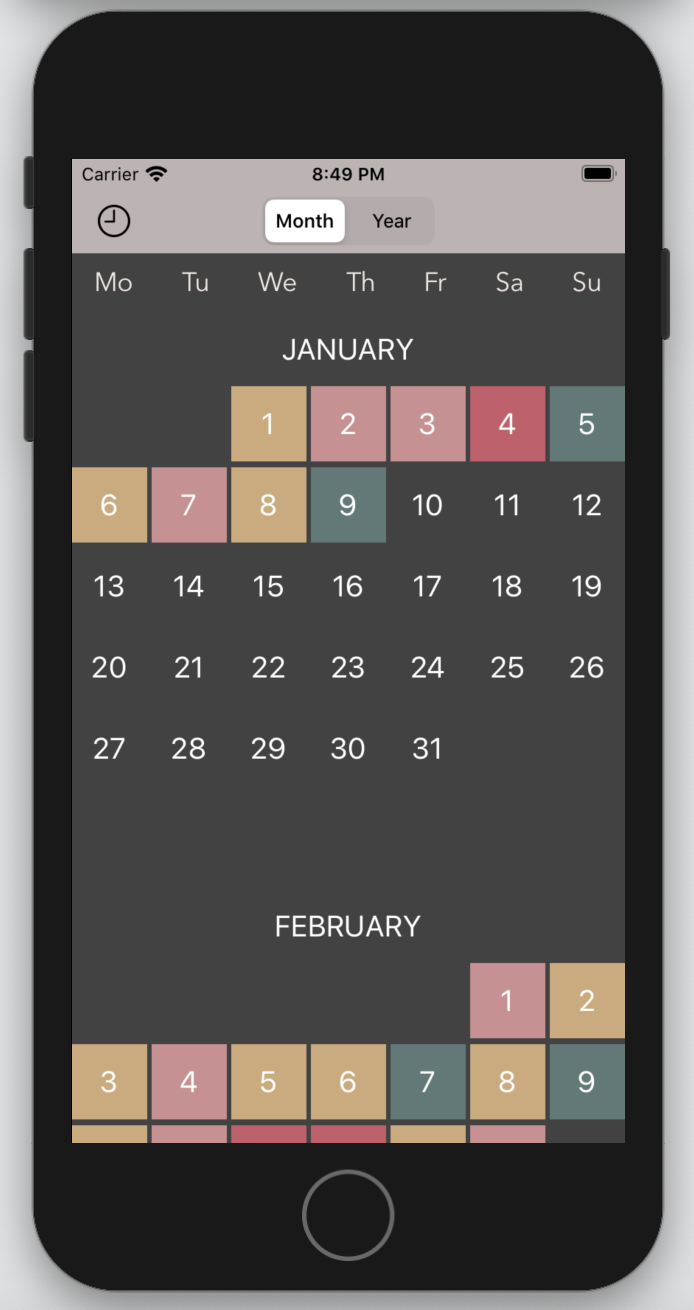 Carrier 8:49 PM
Month Year
Mo Tu We Th Fr Sa Su
JANUARY
1 2 3 4 5
6 7 8 9 10 11 12
13 14 15 16 17 18 19
20 21 22 23 24 25 26
27 28 29 30 31
FEBRUARY
1 2
3 4 5 6 7 8 9